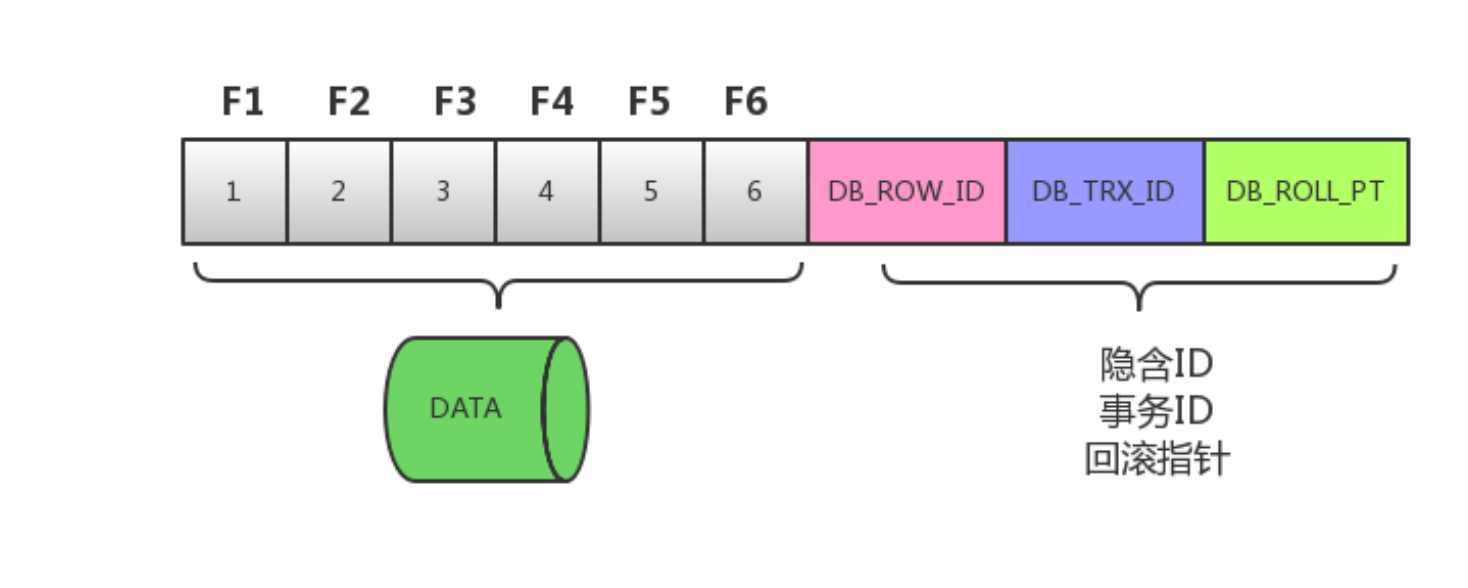 F1 F2 F3 F4 F5 F6
1 2 3 4 5 6 DB_ROW_ID DB_TRX_ID DB_ROLL_PT
隐含ID
事务ID
回滚指针
DATA